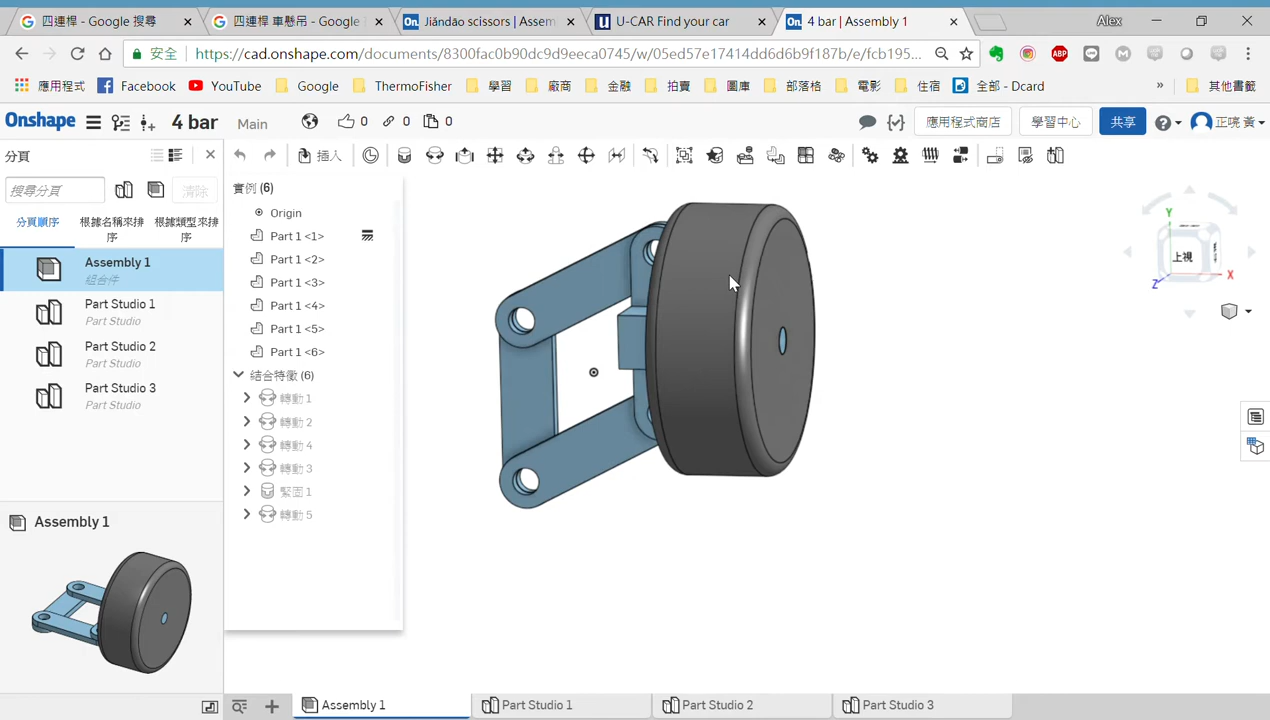 四連桿 - Google 搜尋
四連桿 車懸吊 - Google
Jiǎndāo scissors | Assem
U-CAR Find your car
4 bar | Assembly 1
Alex
安全
https://cad.onshape.com/documents/8300fac0b90dc9d9eeca0745/w/05ed57e17414dd6d6b9f187b/e/fcb195...
應用程式
Facebook
YouTube
Google
ThermoFisher
學習
廠商
金融
拍賣
圖庫
部落格
電影
住宿
全部 - Dcard
»
其他書籤
Onshape
4 bar
Main
0
0
0
應用程式商店
學習中心
共享
正喨 黃
分頁
插入
搜尋分頁
清除
分頁順序
根據名稱來排序
根據類型來排序
Assembly 1
組合件
Part Studio 1
Part Studio
Part Studio 2
Part Studio
Part Studio 3
Part Studio
實例 (6)
Origin
Part 1 <1>
Part 1 <2>
Part 1 <3>
Part 1 <4>
Part 1 <5>
Part 1 <6>
結合特徵 (6)
轉動 1
轉動 2
轉動 4
轉動 3
緊固 1
轉動 5
Y
上視
X
Z
Assembly 1
Assembly 1
Part Studio 1
Part Studio 2
Part Studio 3